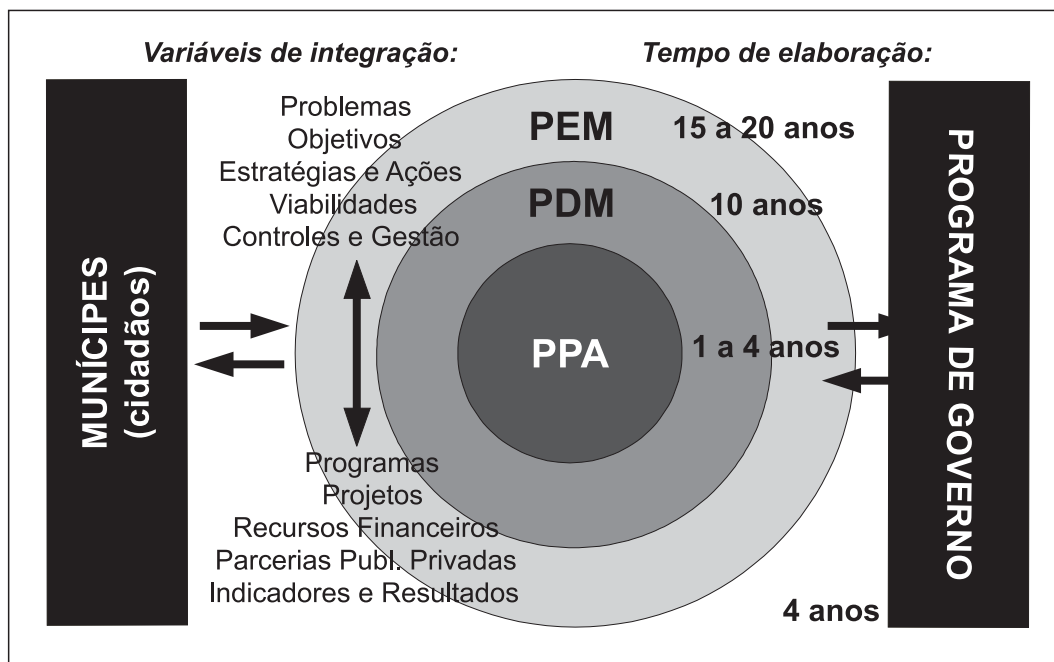 Variáveis de integração:
Tempo de elaboração:
MUNÍCIPES
(cidadãos)
Problemas
Objetivos
Estratégias e Ações
Viabilidades
Controles e Gestão
Programas
Projetos
Recursos Financeiros
Parcerias Publ. Privadas
Indicadores e Resultados
PEM
15 a 20 anos
PDM
10 anos
PPA
1 a 4 anos
4 anos
PROGRAMA DE GOVERNO